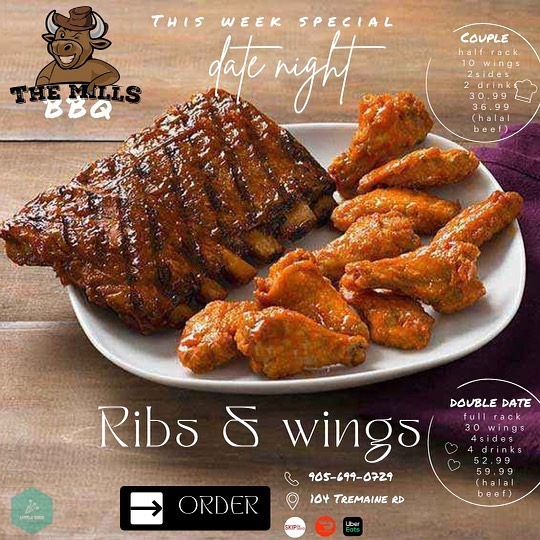 This week special
date night
THE MILLS
BBQ
Couple
half rack
10 wings
2sides
2 drinks
30.99
36.99
(halal
beef)
Ribs & wings
DOUBLE DATE
full rack
30 wings
4sides
4 drinks
52.99
59.99
(halal
beef)
905-699-0729
104 Tremaine rd
ORDER
SKIP
Uber
Eats